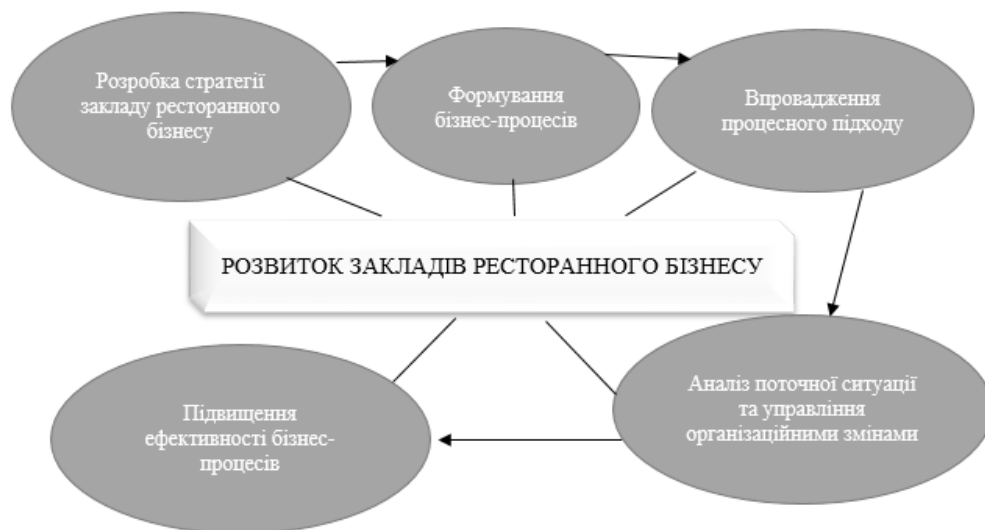 Розробка стратегії
закладу ресторанного
бізнесу
Формування
бізнес-процесів
Впровадження
процесного підходу
РОЗВИТОК ЗАКЛАДІВ РЕСТОРАННОГО БІЗНЕСУ
Підвищення
ефективності бізнес-
процесів
Аналіз поточної ситуації
та управління
організаційними змінами